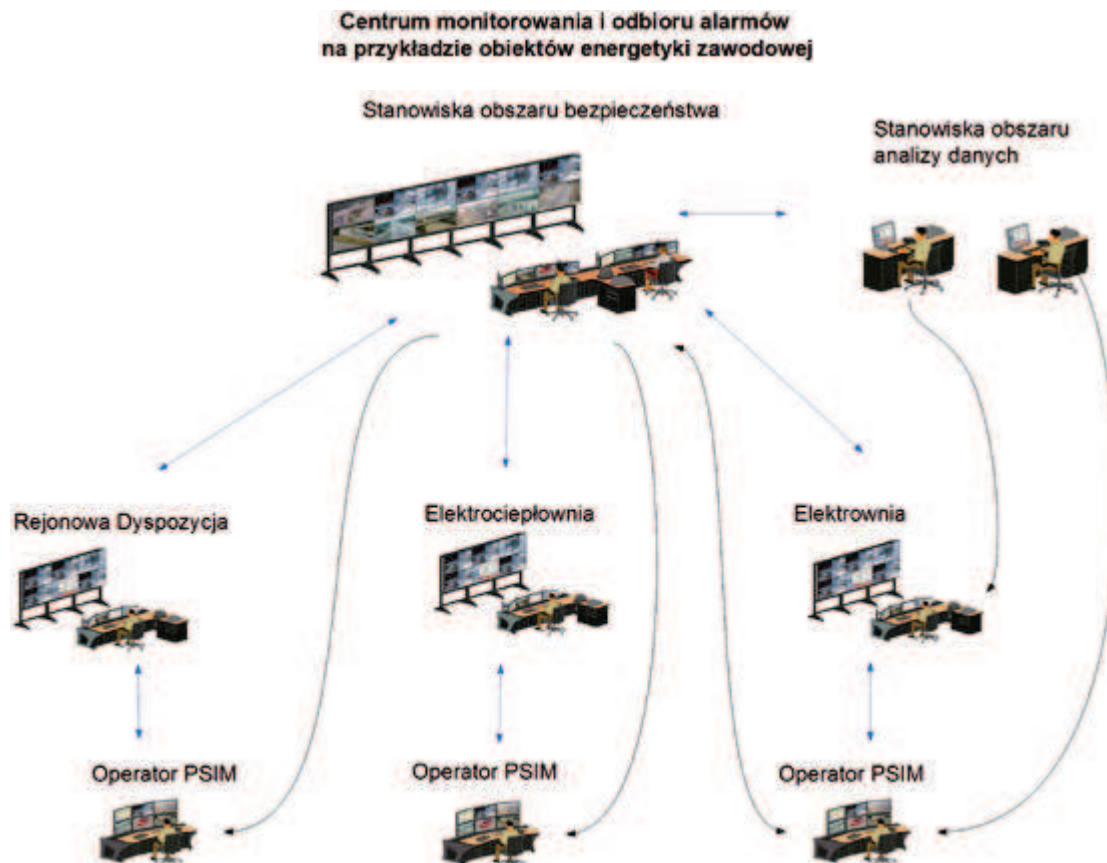 Centrum monitorowania i odbioru alarmów
na przykładzie obiektów energetyki zawodowej
Stanowiska obszaru bezpieczeństwa
Stanowiska obszaru
analizy danych
Rejonowa Dyspozycja
Elektrociepłownia
Elektrownia
Operator PSIM
Operator PSIM
Operator PSIM